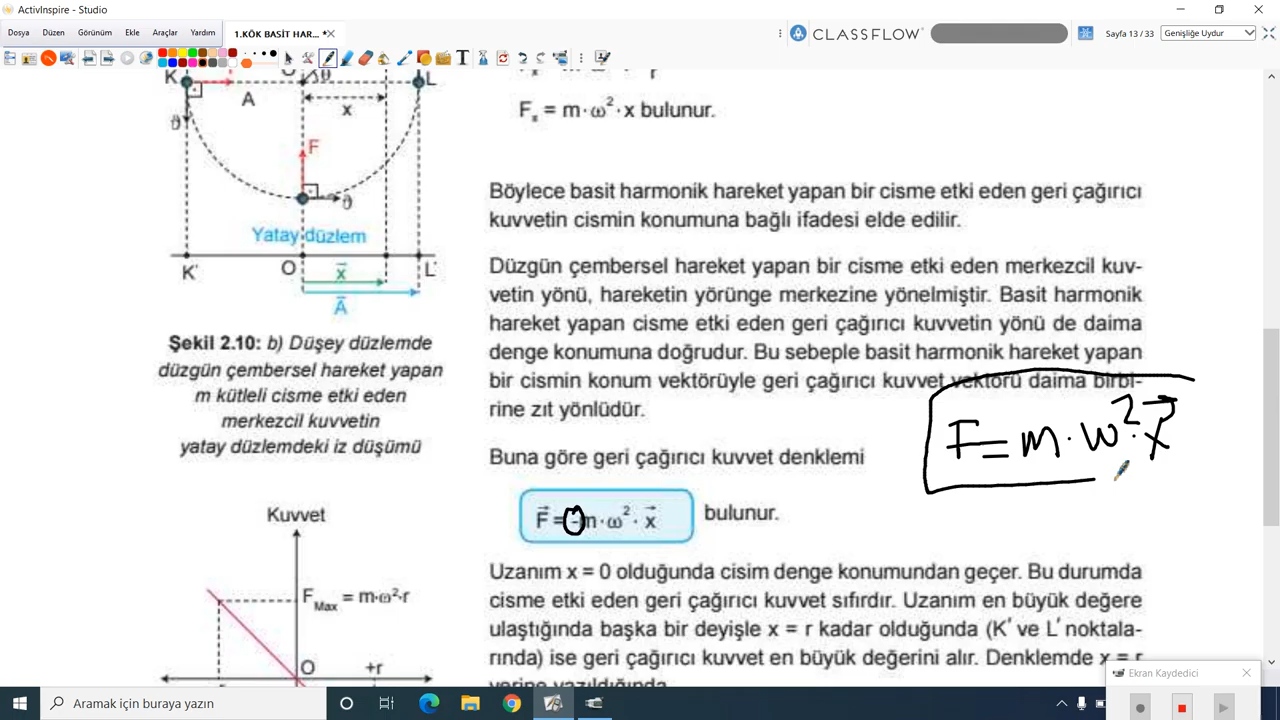 ActivInspire - Studio
Dosya Düzen Görünüm Ekle Araçlar Yardım
1.KÖK BASİT HAR... *
CLASSFLOW
Sayfa 13 / 33
Genişliğe Uydur
K
L
A
x
ϑ
F
ϑ
Yatay düzlem
K' O L'
x
A
Şekil 2.10: b) Düşey düzlemde
düzgün çembersel hareket yapan
m kütleli cisme etki eden
merkezcil kuvvetin
yatay düzlemdeki iz düşümü
Kuvvet
F Max = m·ω²·r
O
+r
Fx = m·ω²·x bulunur.
Böylece basit harmonik hareket yapan bir cisme etki eden geri çağırıcı
kuvvetin cismin konumuna bağlı ifadesi elde edilir.
Düzgün çembersel hareket yapan bir cisme etki eden merkezcil kuv-
vetin yönü, hareketin yörünge merkezine yönelmiştir. Basit harmonik
hareket yapan cisme etki eden geri çağırıcı kuvvetin yönü de daima
denge konumuna doğrudur. Bu sebeple basit harmonik hareket yapan
bir cismin konum vektörüyle geri çağırıcı kuvvet vektörü daima birbi-
rine zıt yönlüdür.
F = m·w²·x
Buna göre geri çağırıcı kuvvet denklemi
F = -m·ω²·x bulunur.
Uzanım x = 0 olduğunda cisim denge konumundan geçer. Bu durumda
cisme etki eden geri çağırıcı kuvvet sıfırdır. Uzanım en büyük değere
ulaştığında başka bir deyişle x = r kadar olduğunda (K' ve L' noktala-
rında) ise geri çağırıcı kuvvet en büyük değerini alır. Denklemde x = r
yerine yazıldığında
Ekran Kaydedici
Aramak için buraya yazın